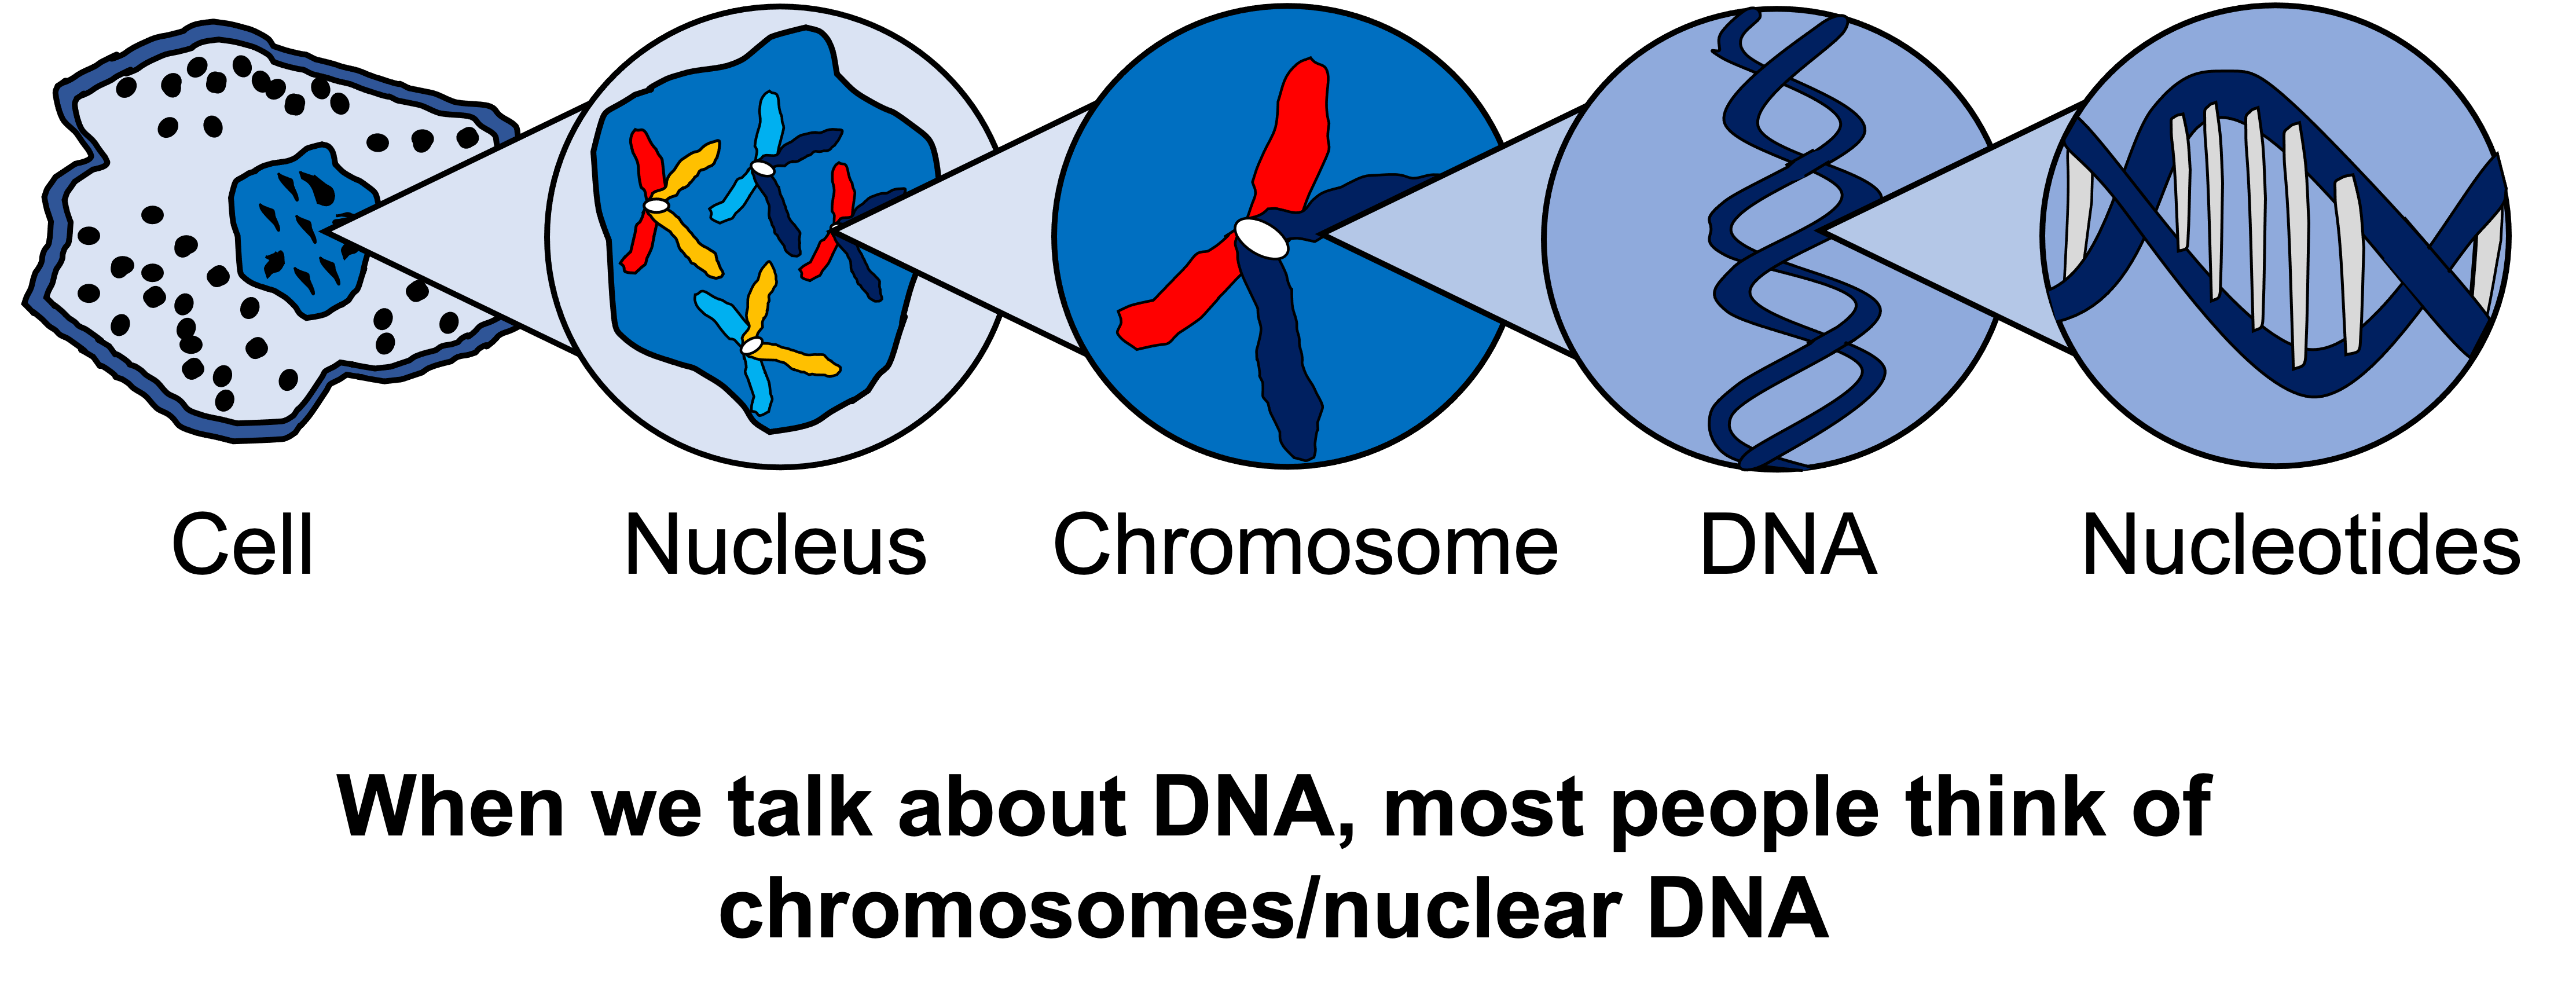 Cell Nucleus Chromosome DNA Nucleotides
When we talk about DNA, most people think of
chromosomes/nuclear DNA